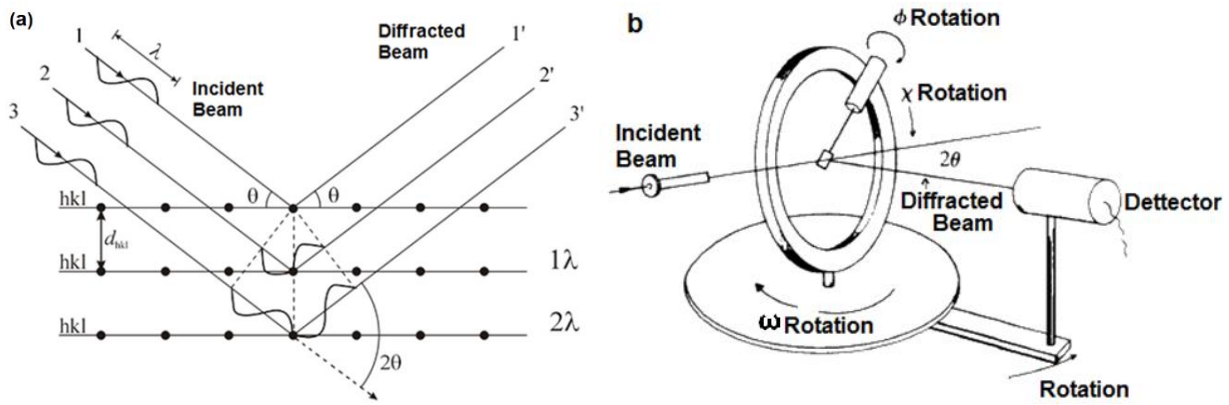 (a)
1
λ
2
3
Incident
Beam
Diffracted
Beam
1'
2'
3'
θ
θ
hkl
d_hkl
hkl
1λ
hkl
2λ
2θ
b
ϕ Rotation
χ Rotation
Incident
Beam
2θ
Diffracted
Beam
Dettector
ω Rotation
Rotation